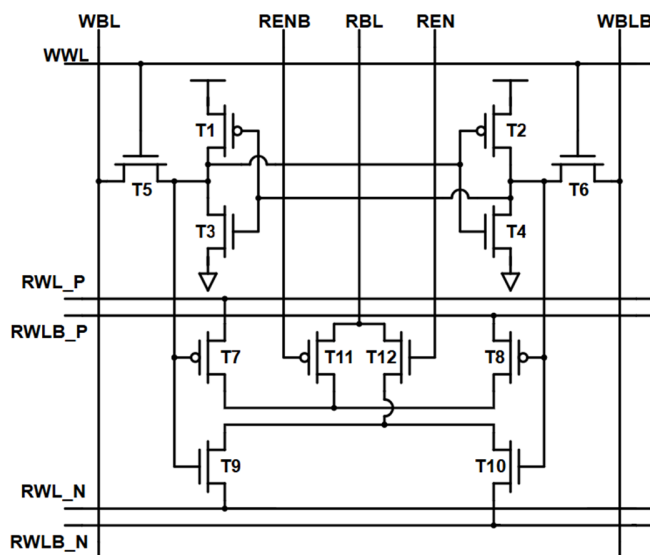 WBL RENB RBL REN WBLB
WWL
T1 T2
T5 T6
T3 T4
RWL_P
RWLB_P
T7 T11 T12 T8
T9 T10
RWL_N
RWLB_N